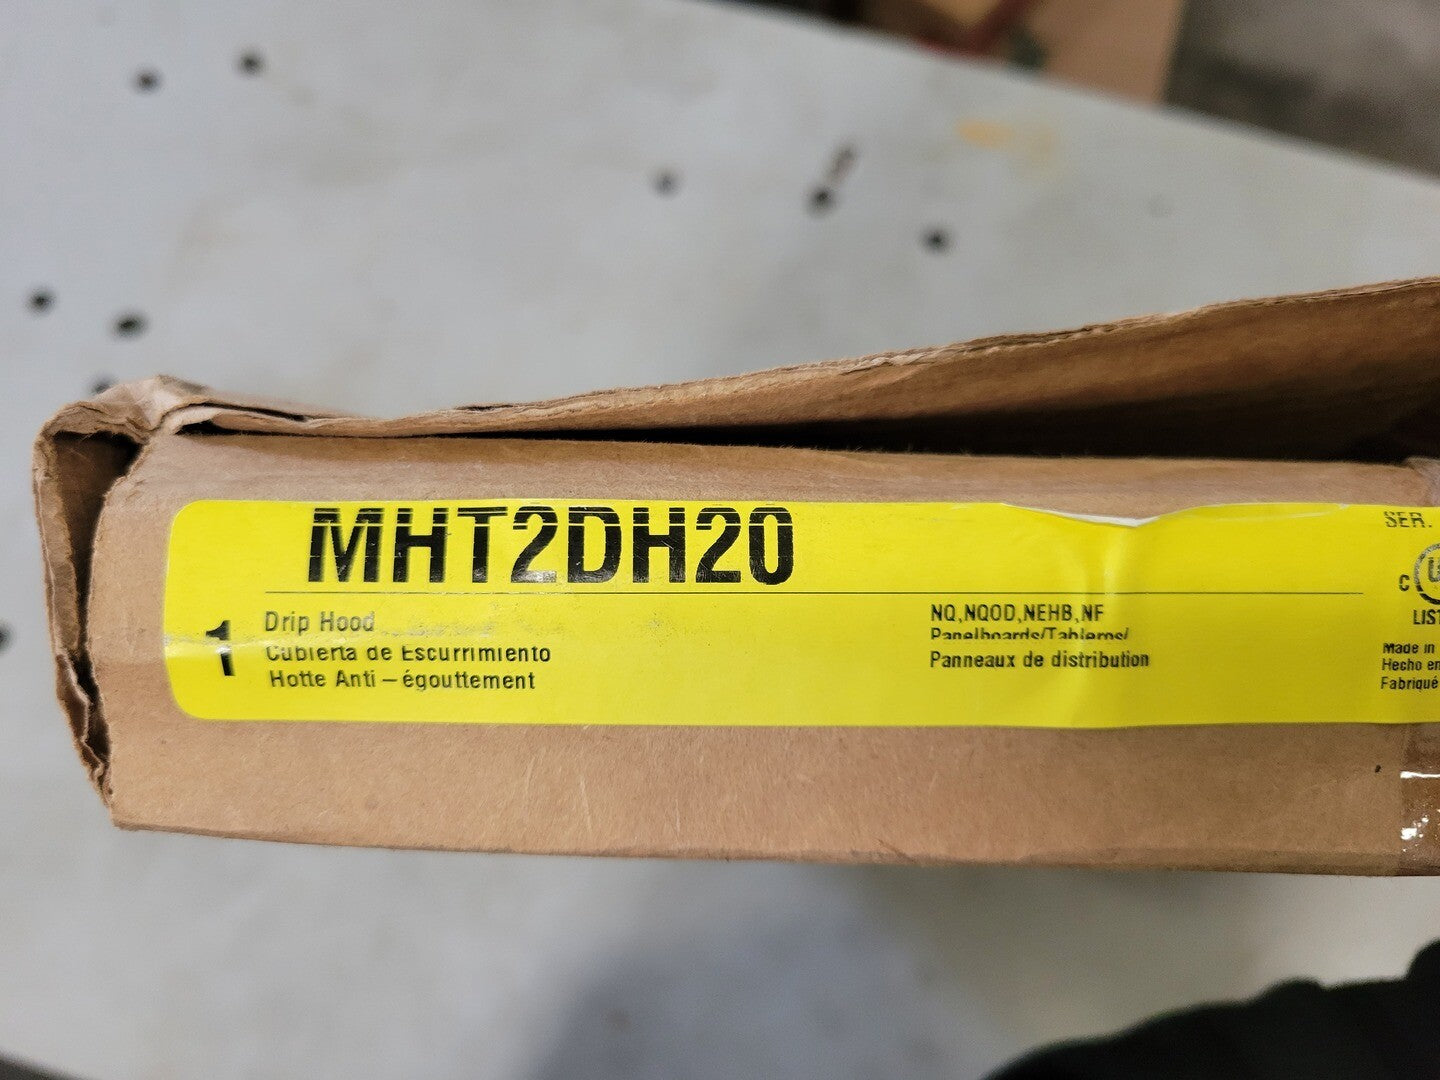 MHT2DH20
SER.
1
Drip Hood
Cubierta de Escurrimiento
Hotte Anti – égouttement
NQ,NQOD,NEHB,NF
Panelboards/Tableros/
Panneaux de distribution
C U
LIST
Made in
Hecho en
Fabriqué